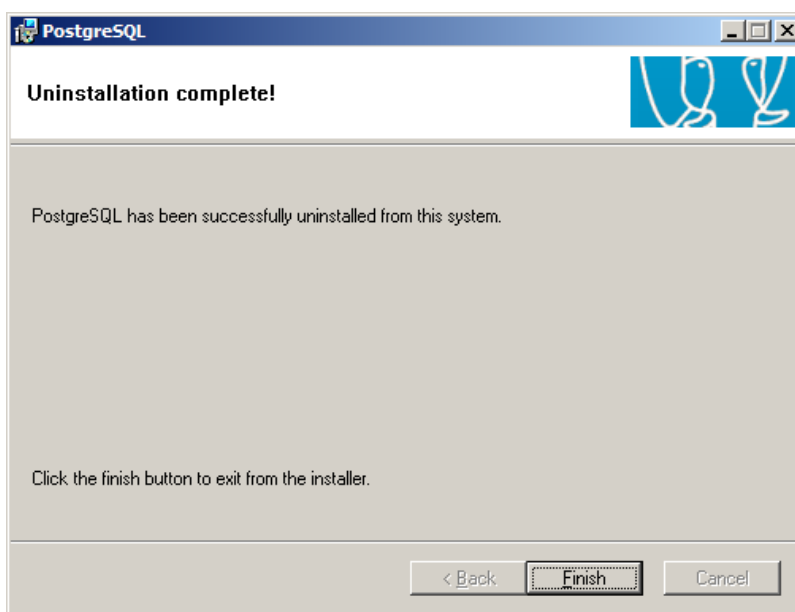 PostgreSQL
Uninstallation complete!
PostgreSQL has been successfully uninstalled from this system.
Click the finish button to exit from the installer.
< Back
Finish
Cancel